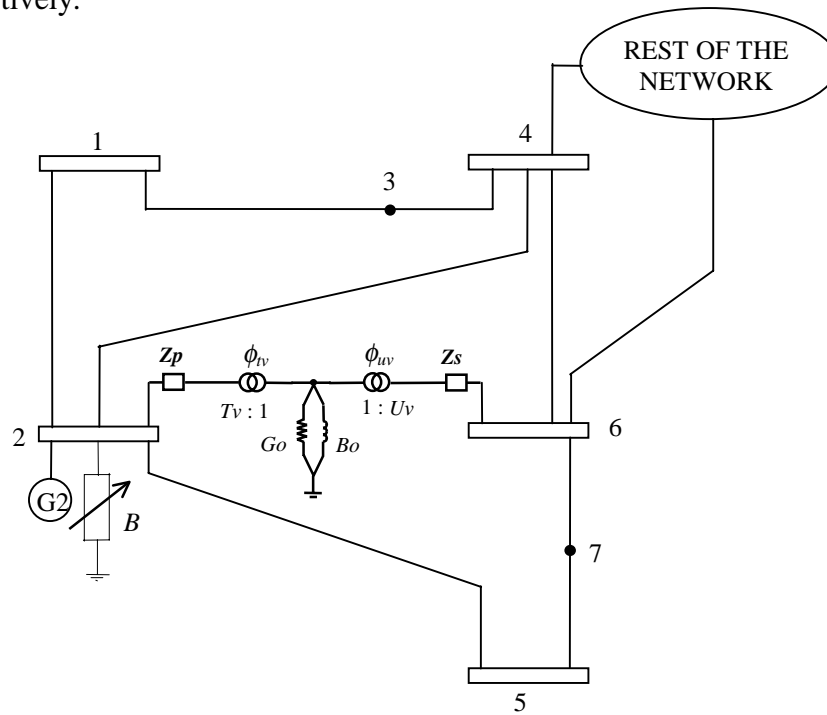 tively.
REST OF THE
NETWORK
1
4
3
Zp
ϕtv
ϕuv
Zs
Tv : 1
1 : Uv
2
Go
Bo
6
G2
B
7
5